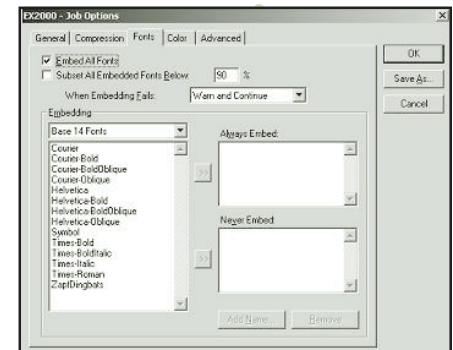 EX2000 - Job Options
General Compression Fonts Color Advanced
Embed All Fonts
Subset All Embedded Fonts Below: 90 %
When Embedding Fails: Warn and Continue
OK
Save As...
Cancel
Embedding
Base 14 Fonts
Courier
Courier-Bold
Courier-BoldOblique
Courier-Oblique
Helvetica
Helvetica-Bold
Helvetica-BoldOblique
Helvetica-Oblique
Symbol
Times-Bold
Times-BoldItalic
Times-Italic
Times-Roman
ZapfDingbats
Always Embed:
>>
Never Embed:
>>
Add Name... Remove